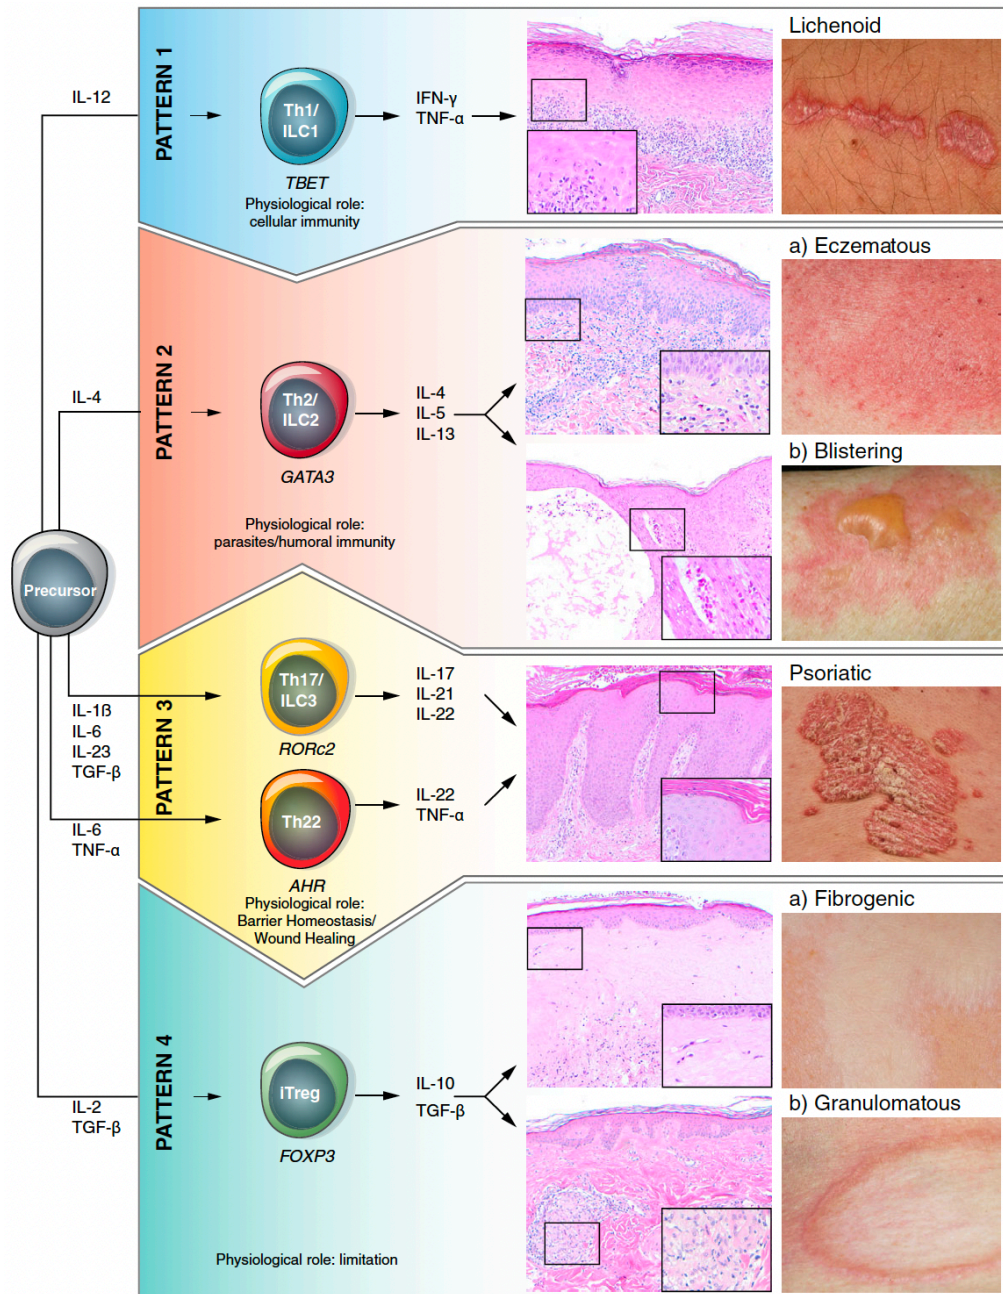 PATTERN 1
IL-12
Th1/
ILC1
TBET
Physiological role:
cellular immunity
IFN-γ
TNF-α
Lichenoid
PATTERN 2
IL-4
Th2/
ILC2
GATA3
Physiological role:
parasites/humoral immunity
IL-4
IL-5
IL-13
a) Eczematous
b) Blistering
Precursor
PATTERN 3
IL-1ß
IL-6
IL-23
TGF-β
Th17/
ILC3
RORc2
IL-17
IL-21
IL-22
Psoriatic
IL-6
TNF-α
Th22
AHR
Physiological role:
Barrier Homeostasis/
Wound Healing
IL-22
TNF-α
PATTERN 4
IL-2
TGF-β
iTreg
FOXP3
Physiological role: limitation
IL-10
TGF-β
a) Fibrogenic
b) Granulomatous